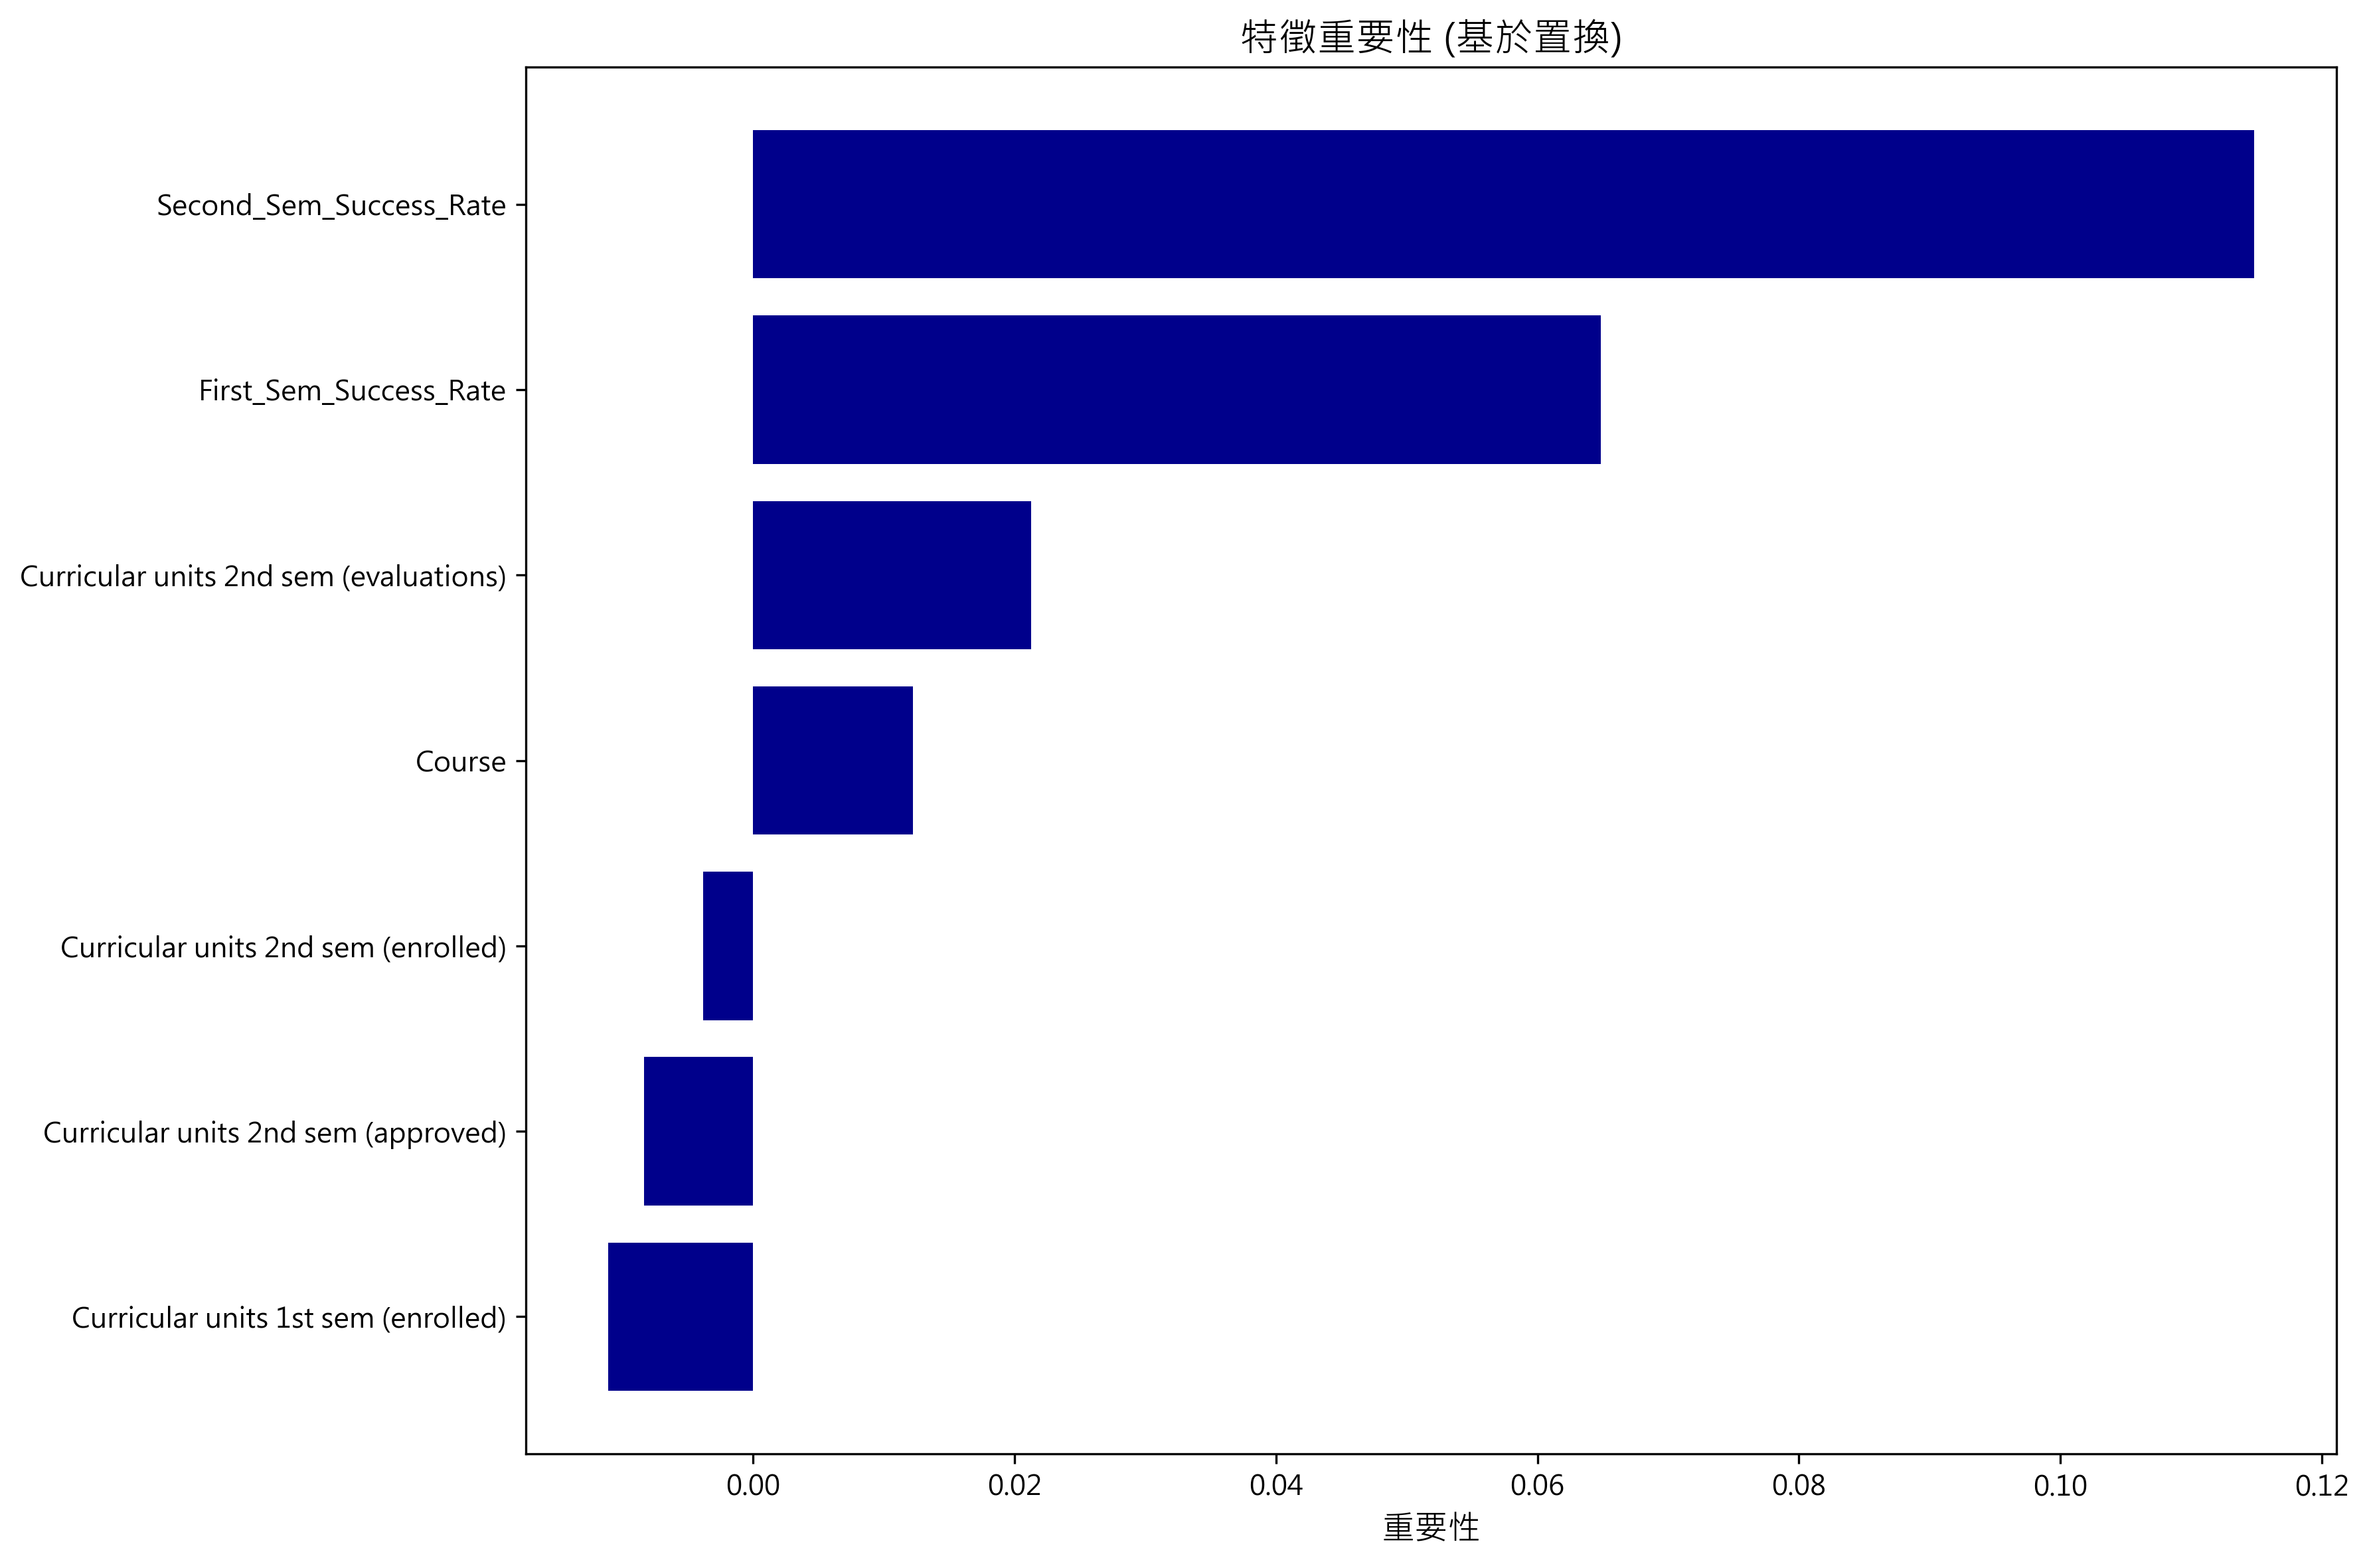 特徵重要性 (基於置換)
Second_Sem_Success_Rate
First_Sem_Success_Rate
Curricular units 2nd sem (evaluations)
Course
Curricular units 2nd sem (enrolled)
Curricular units 2nd sem (approved)
Curricular units 1st sem (enrolled)
0.00 0.02 0.04 0.06 0.08 0.10 0.12
重要性